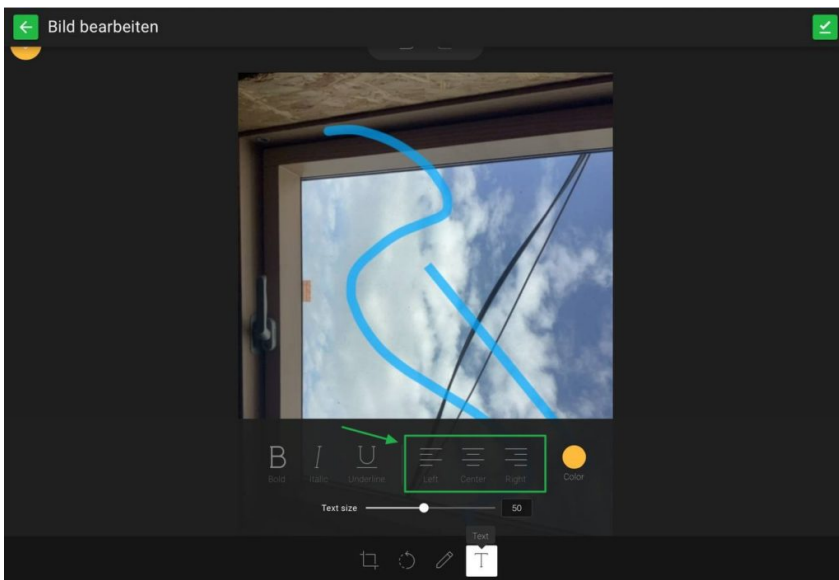 Bild bearbeiten
B I U
Bold Italic Underline Left Center Right Color
Text size 50
Text
T